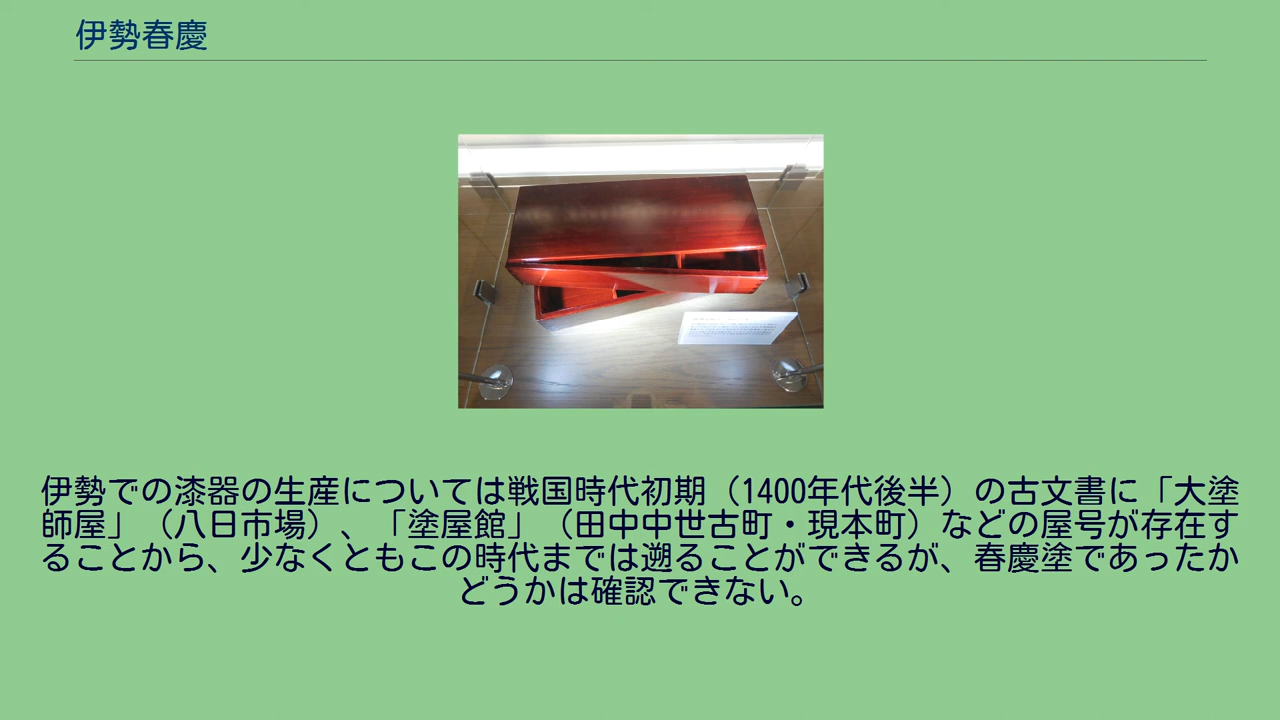 伊勢春慶
伊勢での漆器の生産については戦国時代初期（1400年代後半）の古文書に「大塗
師屋」（八日市場）、「塗屋館」（田中中世古町・現本町）などの屋号が存在す
ることから、少なくともこの時代までは遡ることができるが、春慶塗であったか
どうかは確認できない。